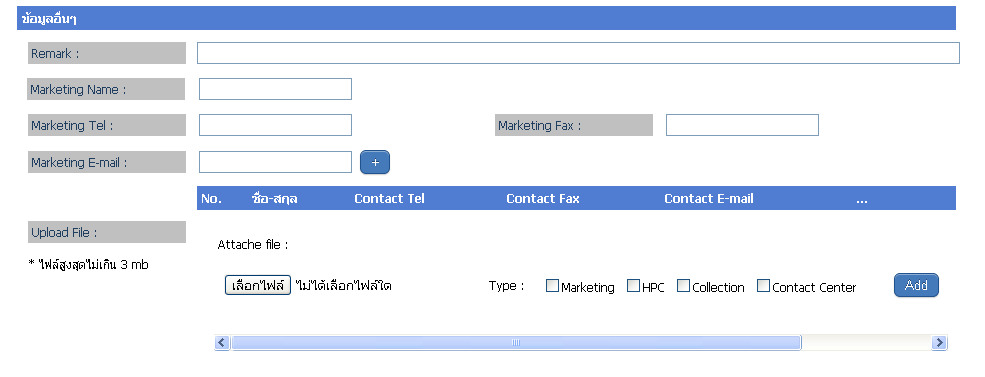 ข้อมูลอื่นๆ
Remark :
Marketing Name :
Marketing Tel : Marketing Fax :
Marketing E-mail : +
No. ชื่อ-สกุล Contact Tel Contact Fax Contact E-mail ...
Upload File :
Attache file :
* ไฟล์สูงสุดไม่เกิน 3 mb
เลือกไฟล์ ไม่ได้เลือกไฟล์ใด Type : Marketing HPC Collection Contact Center Add